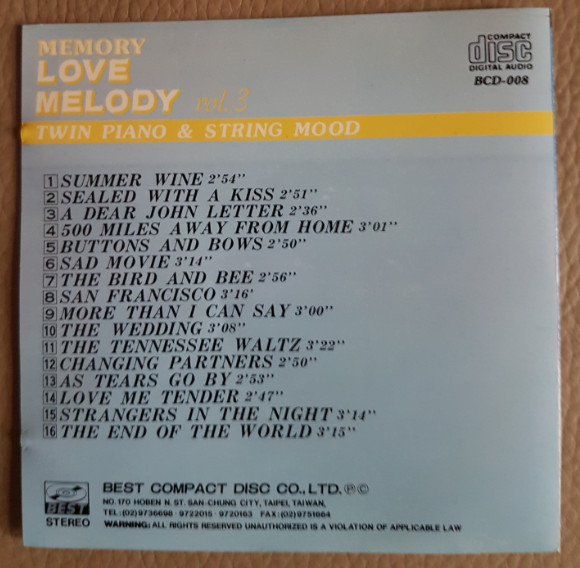 MEMORY
LOVE
MELODY vol.3
TWIN PIANO & STRING MOOD
COMPACT
disc
DIGITAL AUDIO
BCD-008
1 SUMMER WINE 2'54''
2 SEALED WITH A KISS 2'51''
3 A DEAR JOHN LETTER 2'36''
4 500 MILES AWAY FROM HOME 3'01''
5 BUTTONS AND BOWS 2'50''
6 SAD MOVIE 3'14''
7 THE BIRD AND BEE 2'56''
8 SAN FRANCISCO 3'16'
9 MORE THAN I CAN SAY 3'00''
10 THE WEDDING 3'08''
11 THE TENNESSEE WALTZ 3'22''
12 CHANGING PARTNERS 2'50''
13 AS TEARS GO BY 2'53''
14 LOVE ME TENDER 2'47''
15 STRANGERS IN THE NIGHT 3'14''
16 THE END OF THE WORLD 3'15''
BEST
STEREO
BEST COMPACT DISC CO.,LTD. ℗©
NO.170 HOBEN N. ST. SAN-CHUNG CITY, TAIPEI, TAIWAN,
TEL:(02)9736698 · 9722015 · 9720163 FAX:(02)9751664
WARNING: ALL RIGHTS RESERVED UNAUTHORIZED IS A VIOLATION OF APPLICABLE LAW